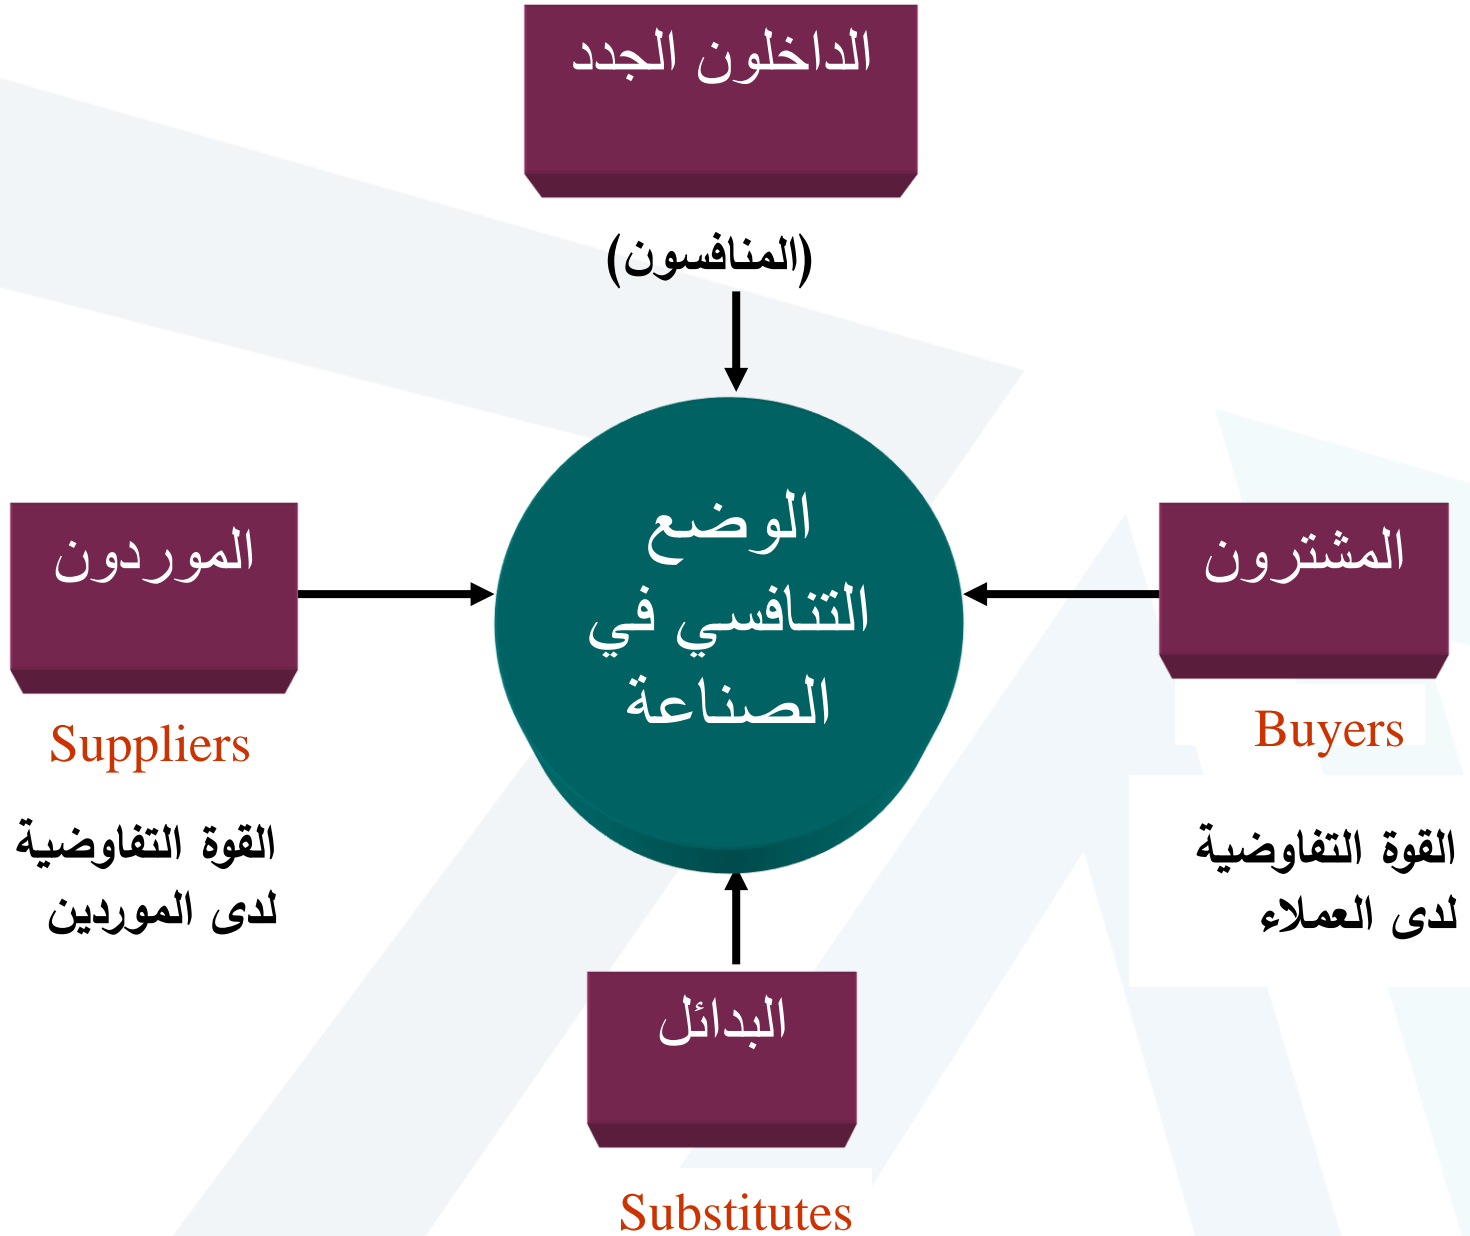 الداخلون الجدد
(المنافسون)
الوضع
التنافسي في
الصناعة
المشترون
Buyers
القوة التفاوضية
لدى العملاء
الموردون
Suppliers
القوة التفاوضية
لدى الموردين
البدائل
Substitutes